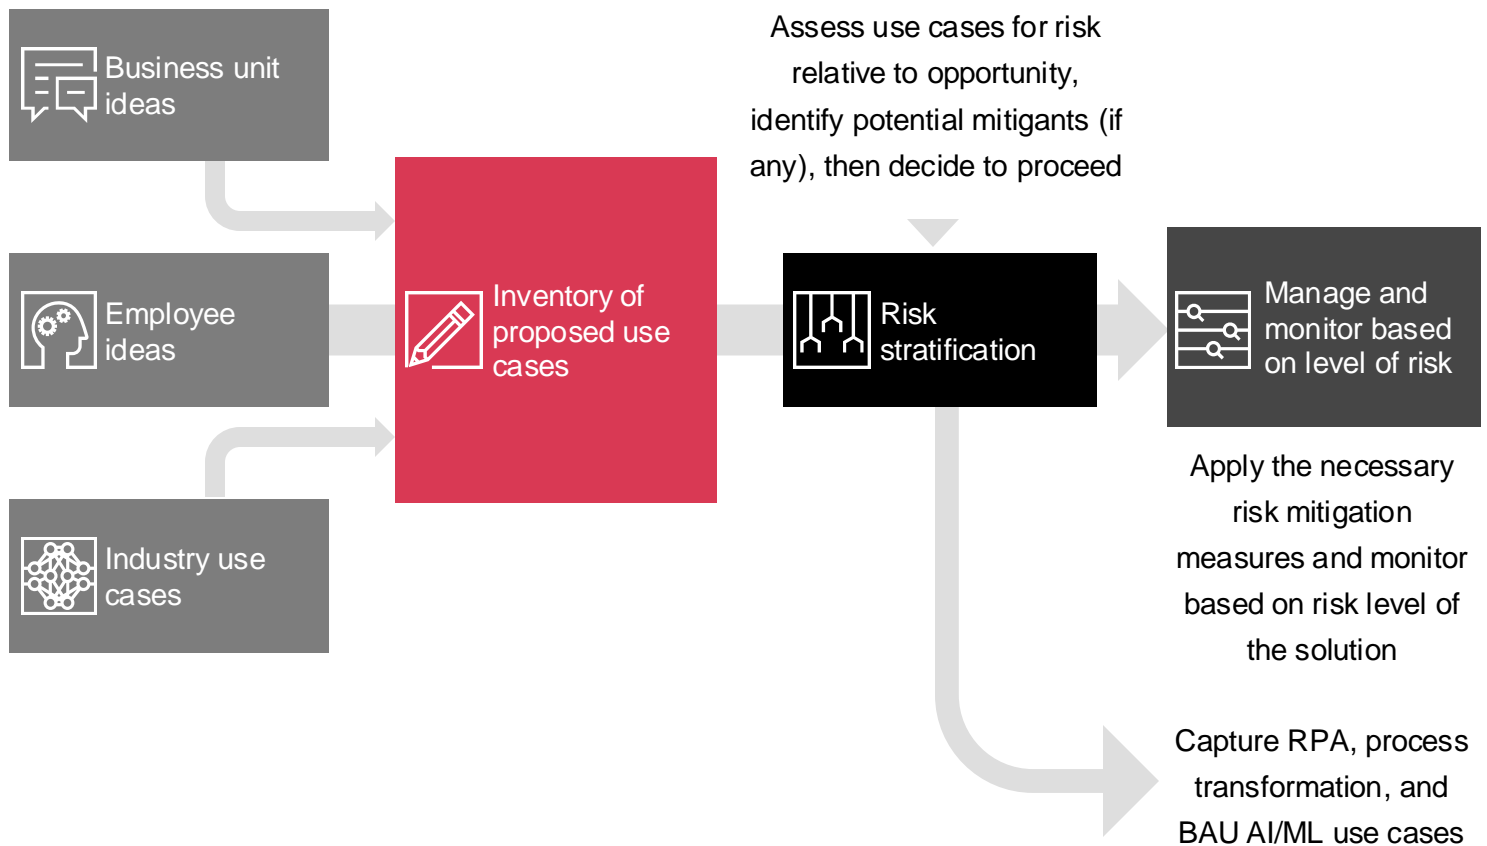 Business unit
ideas
Employee
ideas
Industry use
cases
Inventory of
proposed use
cases
Assess use cases for risk
relative to opportunity,
identify potential mitigants (if
any), then decide to proceed
Risk
stratification
Manage and
monitor based
on level of risk
Apply the necessary
risk mitigation
measures and monitor
based on risk level of
the solution
Capture RPA, process
transformation, and
BAU AI/ML use cases